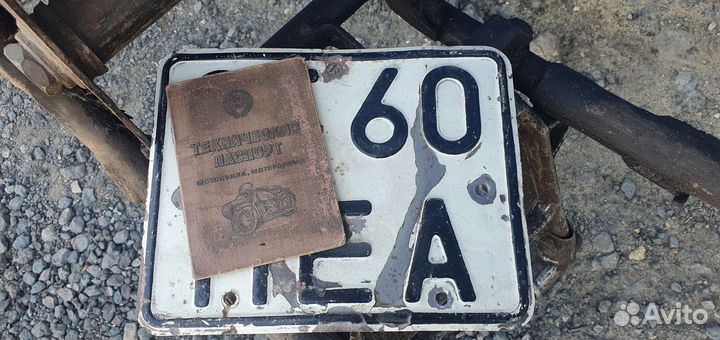 60
ТЕХНИЧЕСКИЙ
ПАСПОРТ
МОТОЦИКЛА, МОТОРОЛЛЕРА
ЕА
Avito